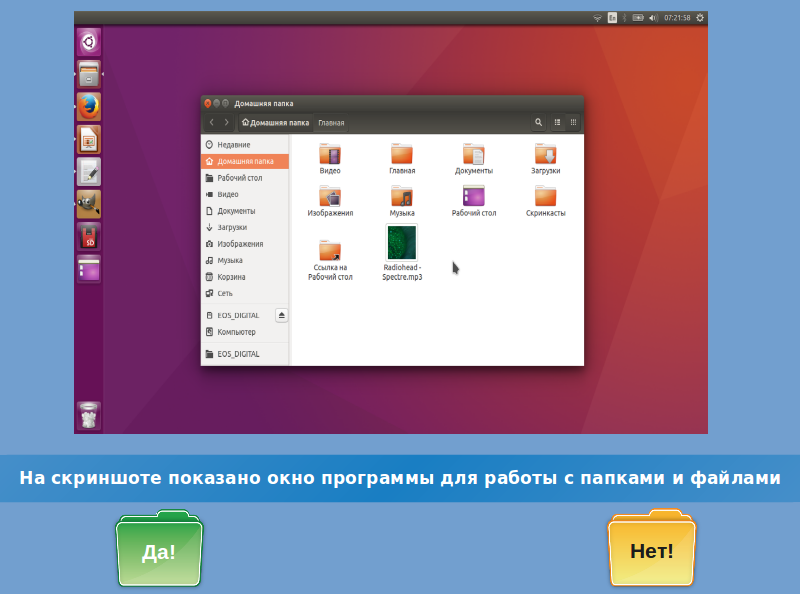 En
07:21:58
Домашняя папка
Домашняя папка Главная
Недавние
Домашняя папка
Рабочий стол
Видео
Документы
Загрузки
Изображения
Музыка
Корзина
Сеть
EOS_DIGITAL
Компьютер
EOS_DIGITAL
Видео Главная Документы Загрузки
Изображения Музыка Рабочий стол Скринкасты
Ссылка на
Рабочий стол
Radiohead -
Spectre.mp3
SD
На скриншоте показано окно программы для работы с папками и файлами
Да!
Нет!